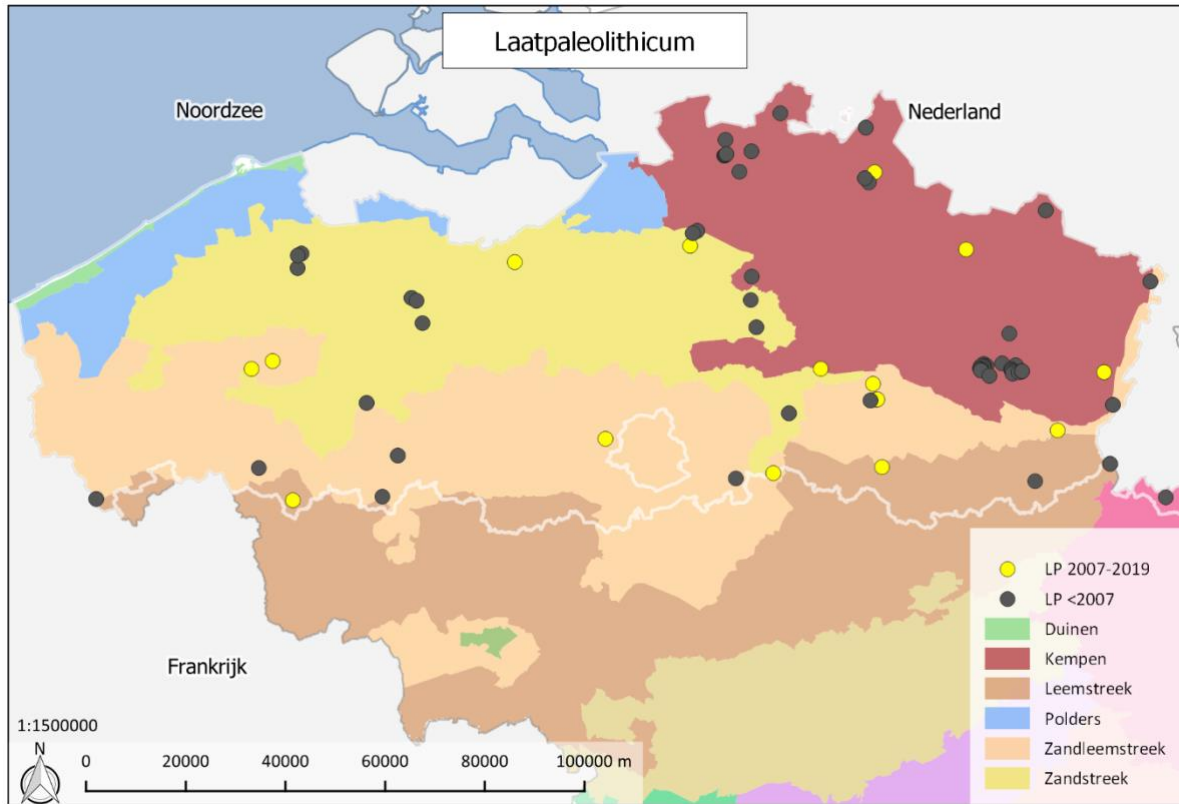 Laatpaleolithicum
Noordzee
Nederland
Frankrijk
1:1500000
N
0 20000 40000 60000 80000 100000 m
LP 2007-2019
LP <2007
Duinen
Kempen
Leemstreek
Polders
Zandleemstreek
Zandstreek